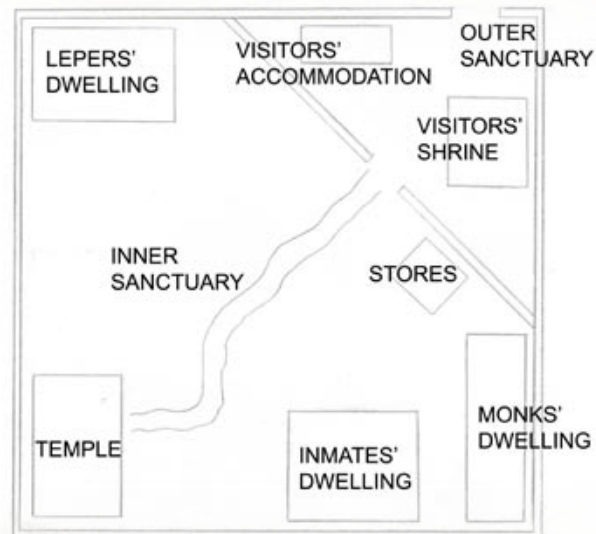 LEPERS'
DWELLING
VISITORS'
ACCOMMODATION
OUTER
SANCTUARY
VISITORS'
SHRINE
INNER
SANCTUARY
STORES
TEMPLE
INMATES'
DWELLING
MONKS'
DWELLING